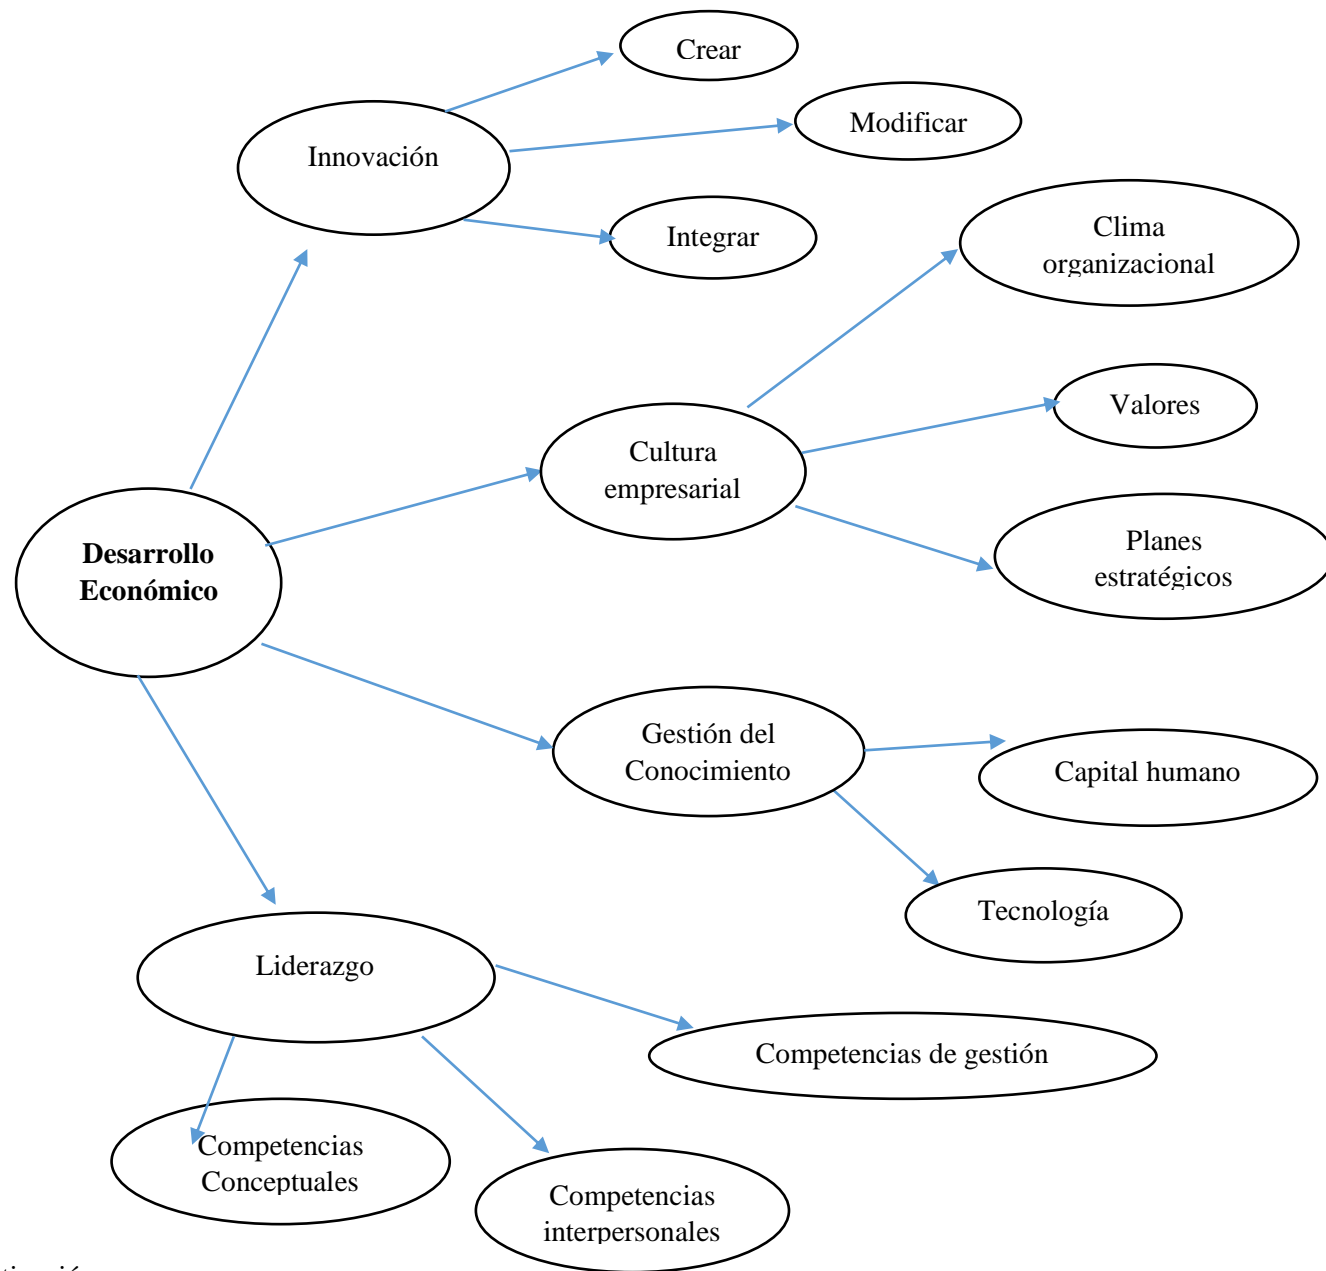 Crear
Modificar
Innovación
Integrar
Clima
organizacional
Valores
Cultura
empresarial
Planes
estratégicos
Desarrollo
Económico
Gestión del
Conocimiento
Capital humano
Tecnología
Liderazgo
Competencias de gestión
Competencias
Conceptuales
Competencias
interpersonales